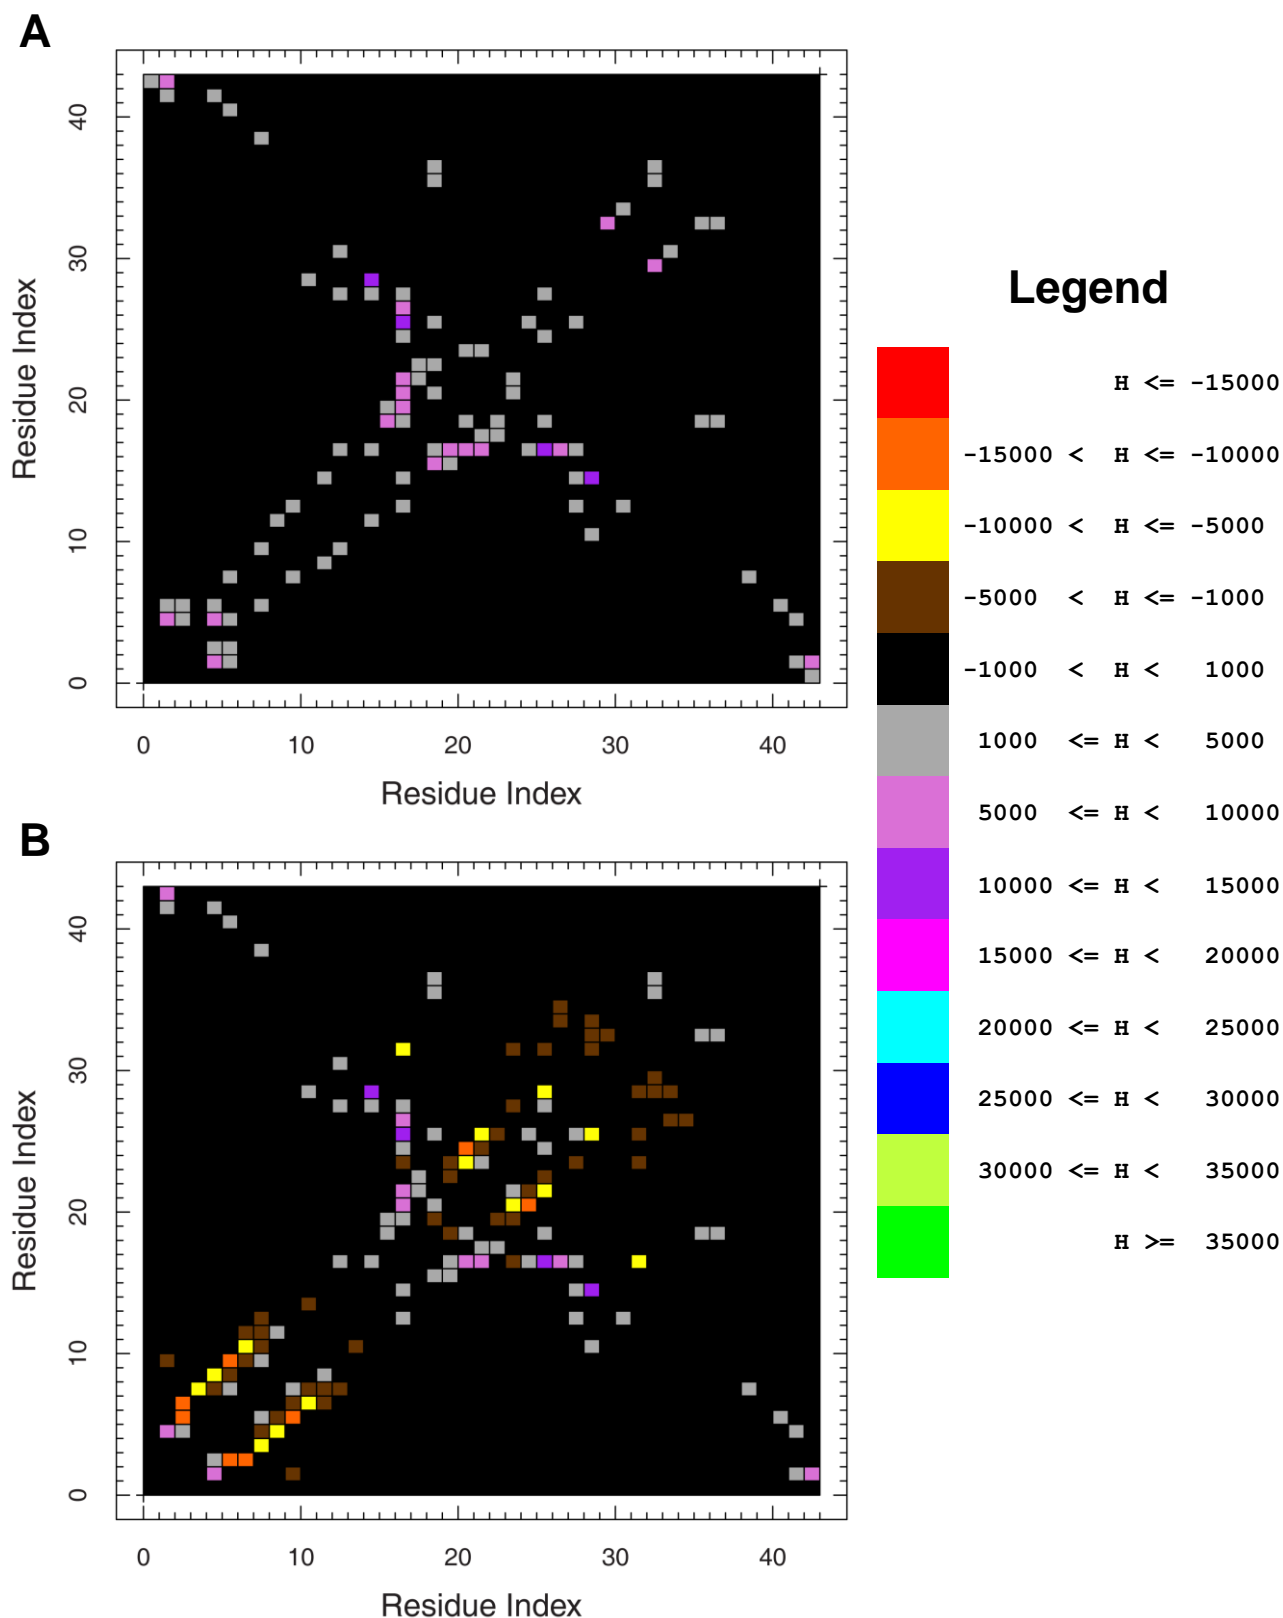 A
40
30
20
10
0
Residue Index
0 10 20 30 40
Residue Index
Legend
H <= -15000
-15000 < H <= -10000
-10000 < H <= -5000
-5000 < H <= -1000
-1000 < H < 1000
1000 <= H < 5000
5000 <= H < 10000
10000 <= H < 15000
15000 <= H < 20000
20000 <= H < 25000
25000 <= H < 30000
30000 <= H < 35000
H >= 35000
B
40
30
20
10
0
Residue Index
0 10 20 30 40
Residue Index